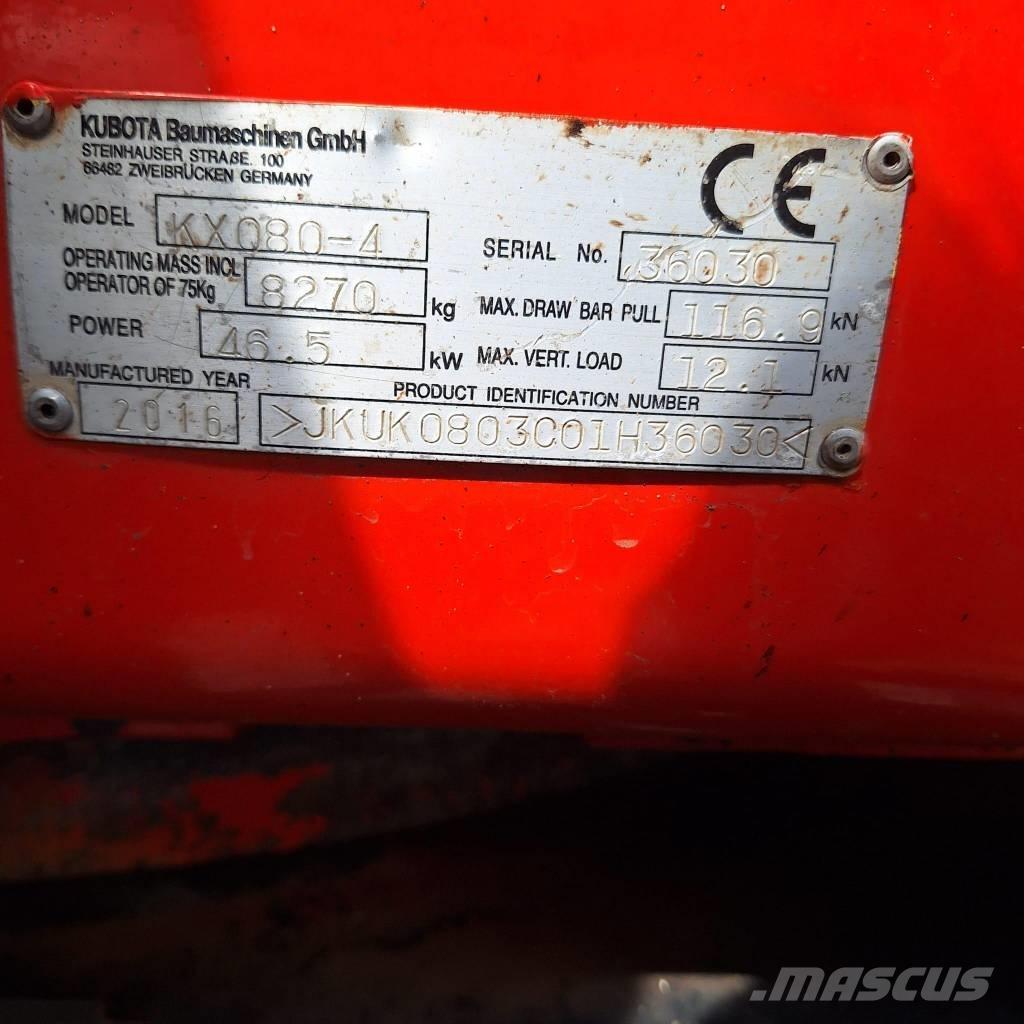 KUBOTA Baumaschinen GmbH
STEINHAUSER STRAßE. 100
66482 ZWEIBRÜCKEN GERMANY
CE
MODEL KX080-4
SERIAL No. 36030
OPERATING MASS INCL
OPERATOR OF 75Kg 8270 kg
MAX. DRAW BAR PULL 116.9 kN
POWER 46.5 kW
MAX. VERT. LOAD 12.1 kN
MANUFACTURED YEAR
2016
PRODUCT IDENTIFICATION NUMBER
>JKUK0803C01H36030<
.MASCUS